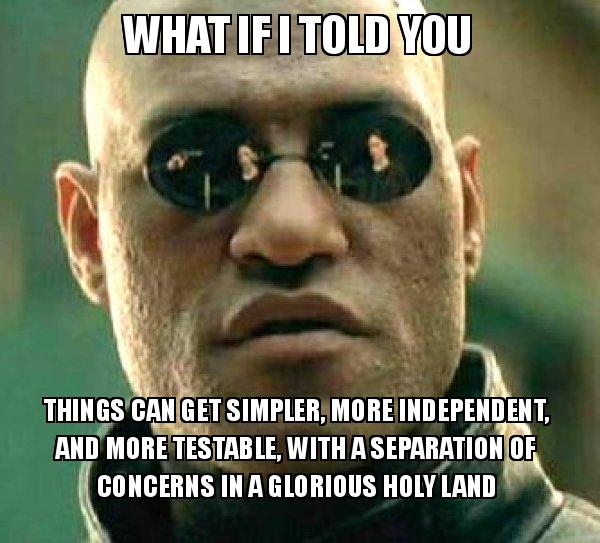 WHAT IF I TOLD YOU
THINGS CAN GET SIMPLER, MORE INDEPENDENT,
AND MORE TESTABLE, WITH A SEPARATION OF
CONCERNS IN A GLORIOUS HOLY LAND